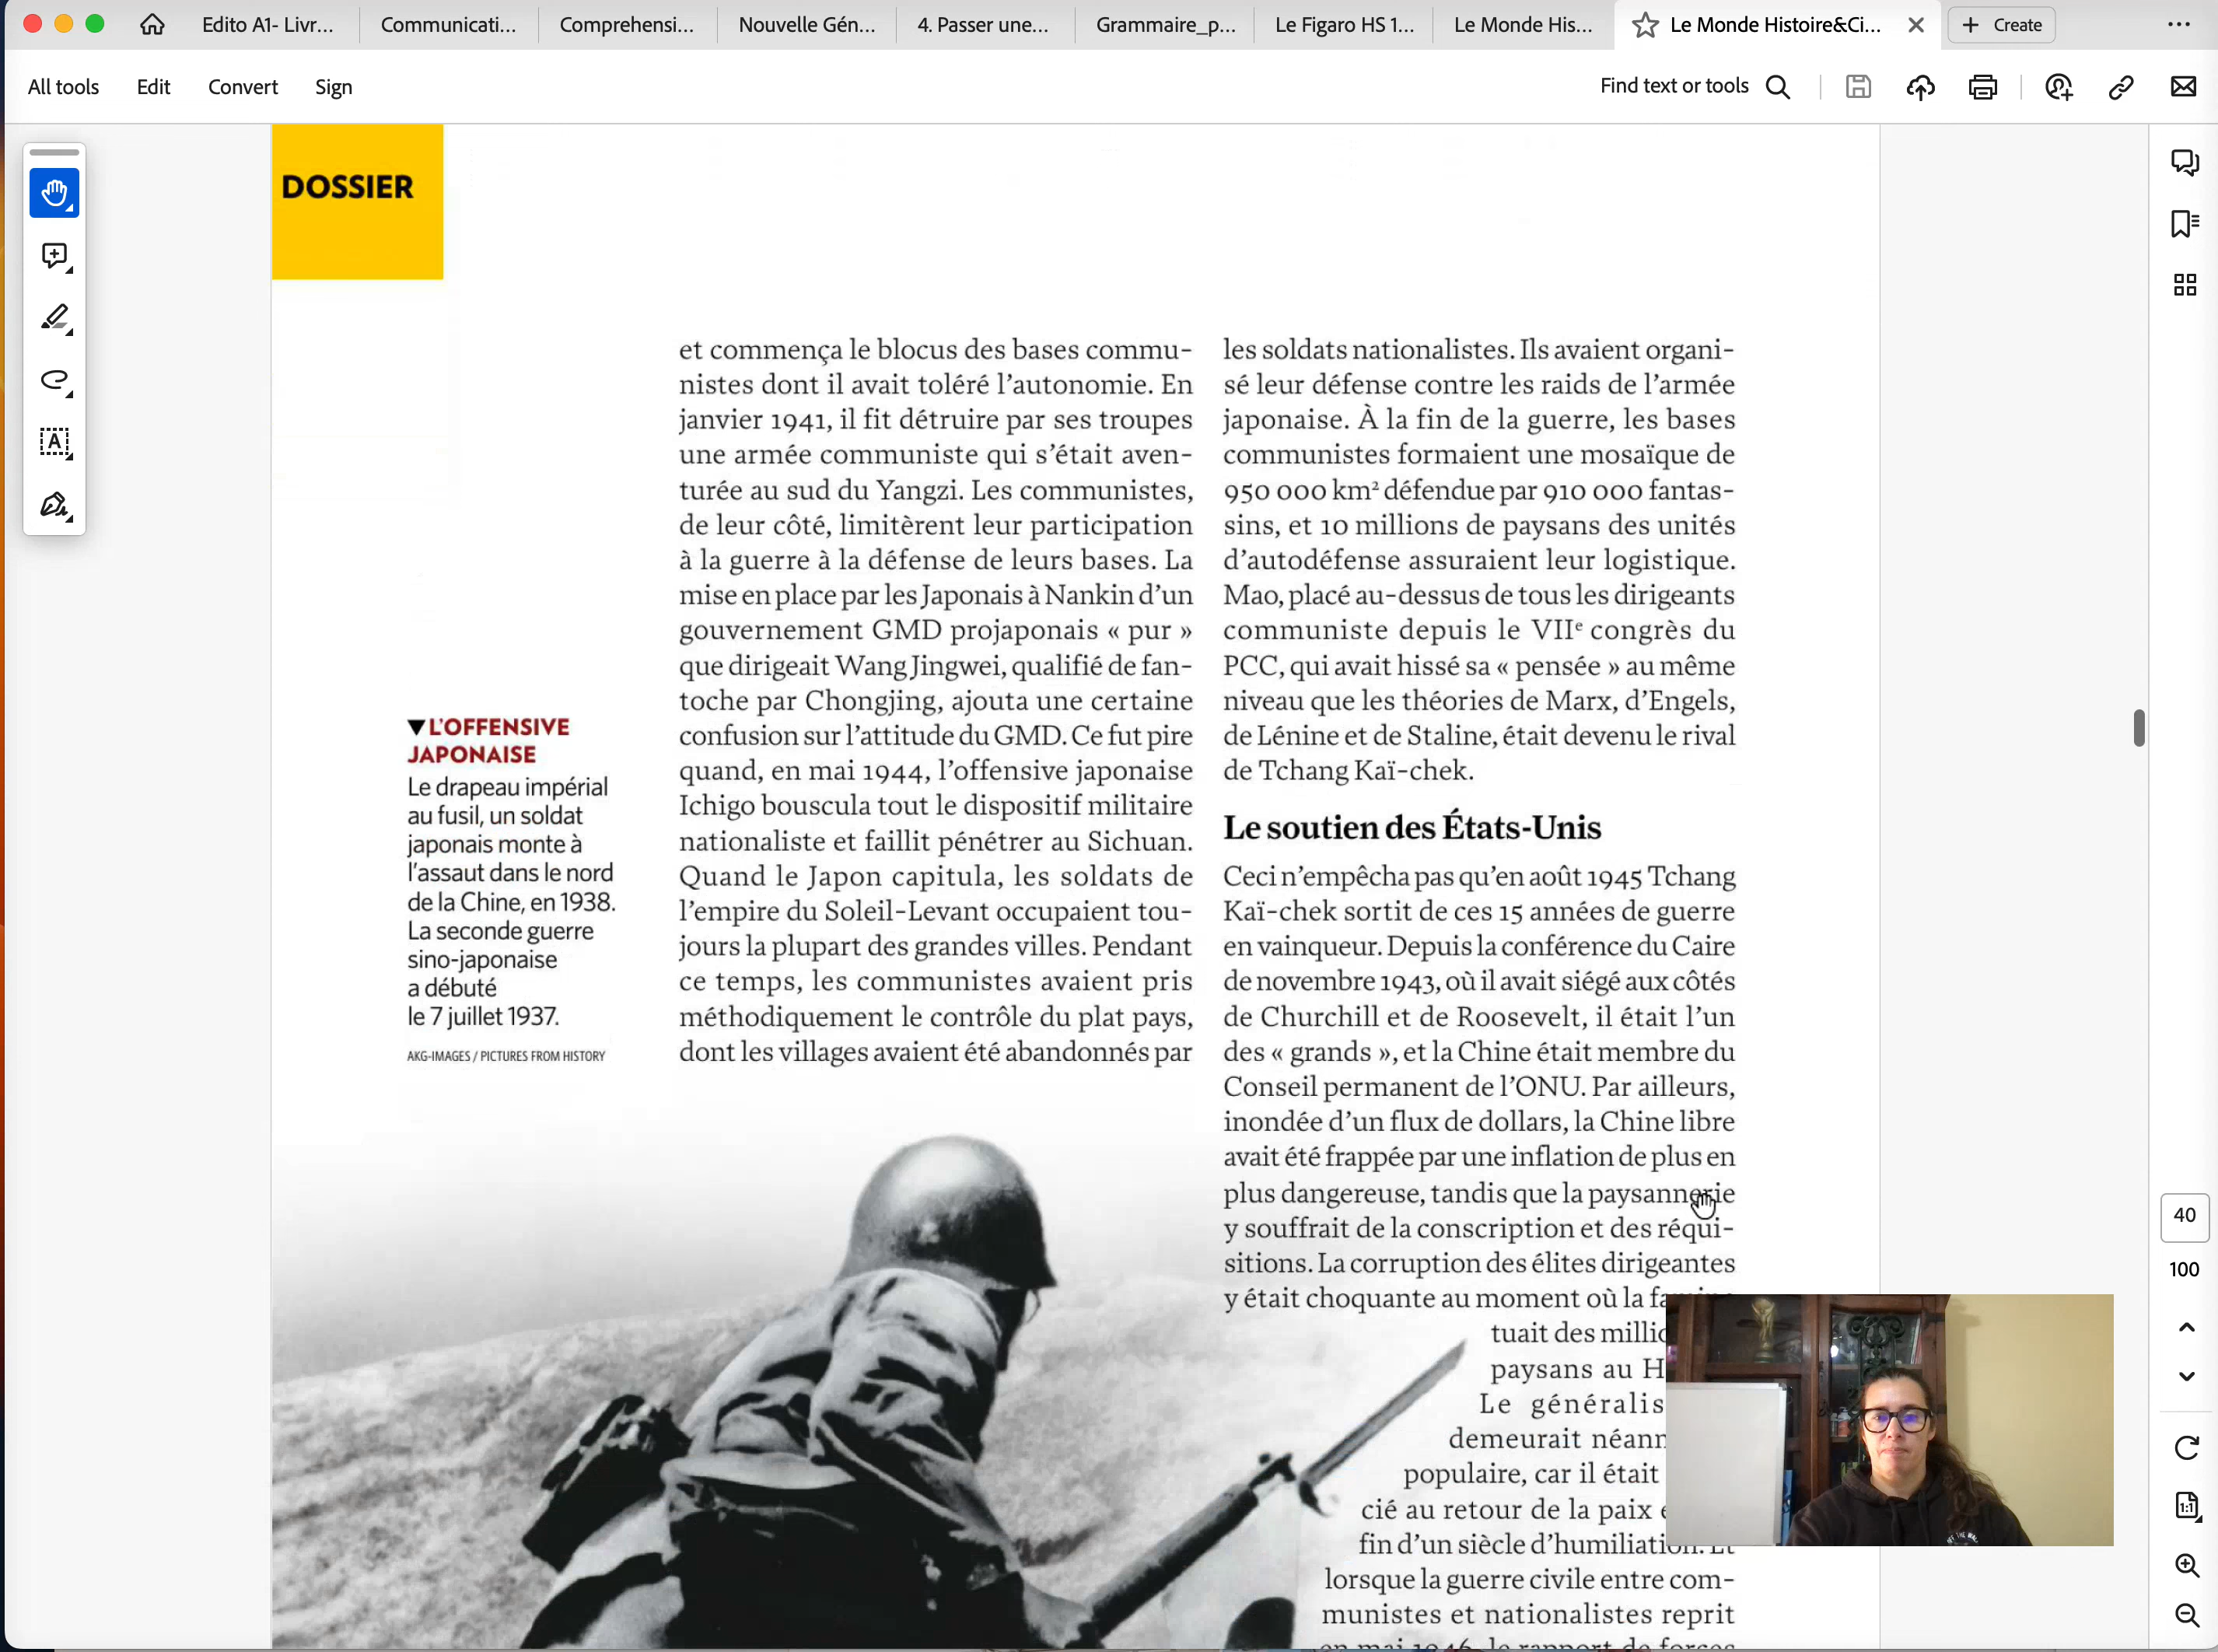 Edito A1- Livr...
Communicati...
Comprehensi...
Nouvelle Gén...
4. Passer une...
Grammaire_p...
Le Figaro HS 1...
Le Monde His...
Le Monde Histoire&Ci...
Create
All tools
Edit
Convert
Sign
Find text or tools
DOSSIER
▼L'OFFENSIVE
JAPONAISE
Le drapeau impérial
au fusil, un soldat
japonais monte à
l'assaut dans le nord
de la Chine, en 1938.
La seconde guerre
sino-japonaise
a débuté
le 7 juillet 1937.
AKG-IMAGES / PICTURES FROM HISTORY
et commença le blocus des bases commu-
nistes dont il avait toléré l'autonomie. En
janvier 1941, il fit détruire par ses troupes
une armée communiste qui s'était aven-
turée au sud du Yangzi. Les communistes,
de leur côté, limitèrent leur participation
à la guerre à la défense de leurs bases. La
mise en place par les Japonais à Nankin d'un
gouvernement GMD projaponais « pur »
que dirigeait Wang Jingwei, qualifié de fan-
toche par Chongjing, ajouta une certaine
confusion sur l'attitude du GMD. Ce fut pire
quand, en mai 1944, l'offensive japonaise
Ichigo bouscula tout le dispositif militaire
nationaliste et faillit pénétrer au Sichuan.
Quand le Japon capitula, les soldats de
l'empire du Soleil-Levant occupaient tou-
jours la plupart des grandes villes. Pendant
ce temps, les communistes avaient pris
méthodiquement le contrôle du plat pays,
dont les villages avaient été abandonnés par
les soldats nationalistes. Ils avaient organi-
sé leur défense contre les raids de l'armée
japonaise. À la fin de la guerre, les bases
communistes formaient une mosaïque de
950 000 km² défendue par 910 000 fantas-
sins, et 10 millions de paysans des unités
d'autodéfense assuraient leur logistique.
Mao, placé au-dessus de tous les dirigeants
communiste depuis le VIIᵉ congrès du
PCC, qui avait hissé sa « pensée » au même
niveau que les théories de Marx, d'Engels,
de Lénine et de Staline, était devenu le rival
de Tchang Kaï-chek.
Le soutien des États-Unis
Ceci n'empêcha pas qu'en août 1945 Tchang
Kaï-chek sortit de ces 15 années de guerre
en vainqueur. Depuis la conférence du Caire
de novembre 1943, où il avait siégé aux côtés
de Churchill et de Roosevelt, il était l'un
des « grands », et la Chine était membre du
Conseil permanent de l'ONU. Par ailleurs,
inondée d'un flux de dollars, la Chine libre
avait été frappée par une inflation de plus en
plus dangereuse, tandis que la paysannerie
y souffrait de la conscription et des réqui-
sitions. La corruption des élites dirigeantes
y était choquante au moment où la
tuait des
paysans au
Le
demeurait
populaire, car il était
cié au retour de la paix
fin d'un siècle
lorsque la guerre civile entre com-
munistes et nationalistes reprit
en mai 1946, le rapport de forces
40
100